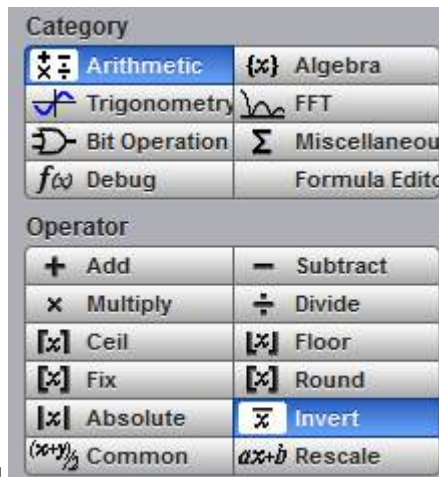 Category
Arithmetic
{x} Algebra
Trigonometry
FFT
Bit Operation
Σ Miscellaneou
f(x) Debug
Formula Edito
Operator
+ Add
− Subtract
× Multiply
÷ Divide
⌈x⌉ Ceil
⌊x⌋ Floor
[x] Fix
[x] Round
|x| Absolute
x̅ Invert
(x+y)/2 Common
ax+b Rescale